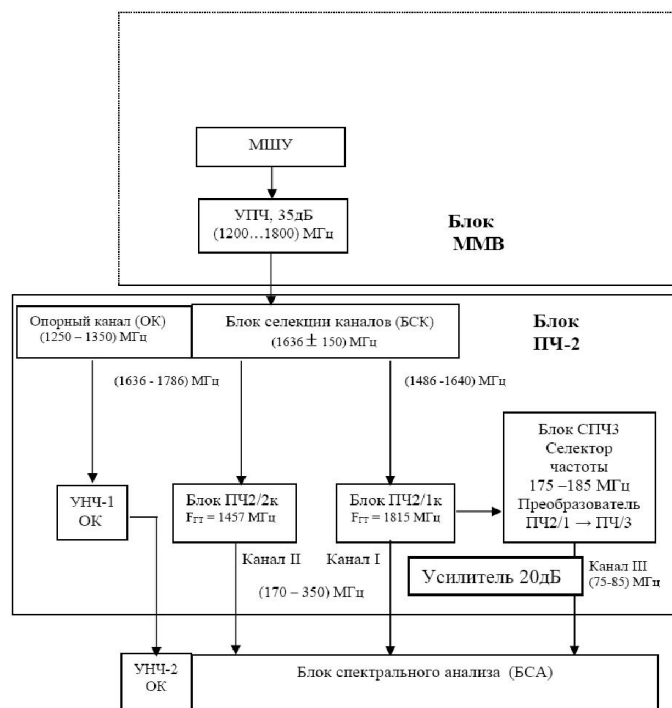 МШУ
УПЧ, 35дБ
(1200...1800) МГц
Блок
ММВ
Опорный канал (ОК)
(1250 – 1350) МГц
Блок селекции каналов (БСК)
(1636 ± 150) МГц
Блок
ПЧ-2
(1636 - 1786) МГц
(1486 -1640) МГц
Блок СПЧ3
Селектор
частоты
175 –185 МГц
Преобразователь
ПЧ2/1 → ПЧ/3
УНЧ-1
ОК
Блок ПЧ2/2к
FГТ = 1457 МГц
Блок ПЧ2/1к
FГТ = 1815 МГц
Канал II
Канал I
Канал III
(75-85) МГц
Усилитель 20дБ
(170 – 350) МГц
УНЧ-2
ОК
Блок спектрального анализа (БСА)